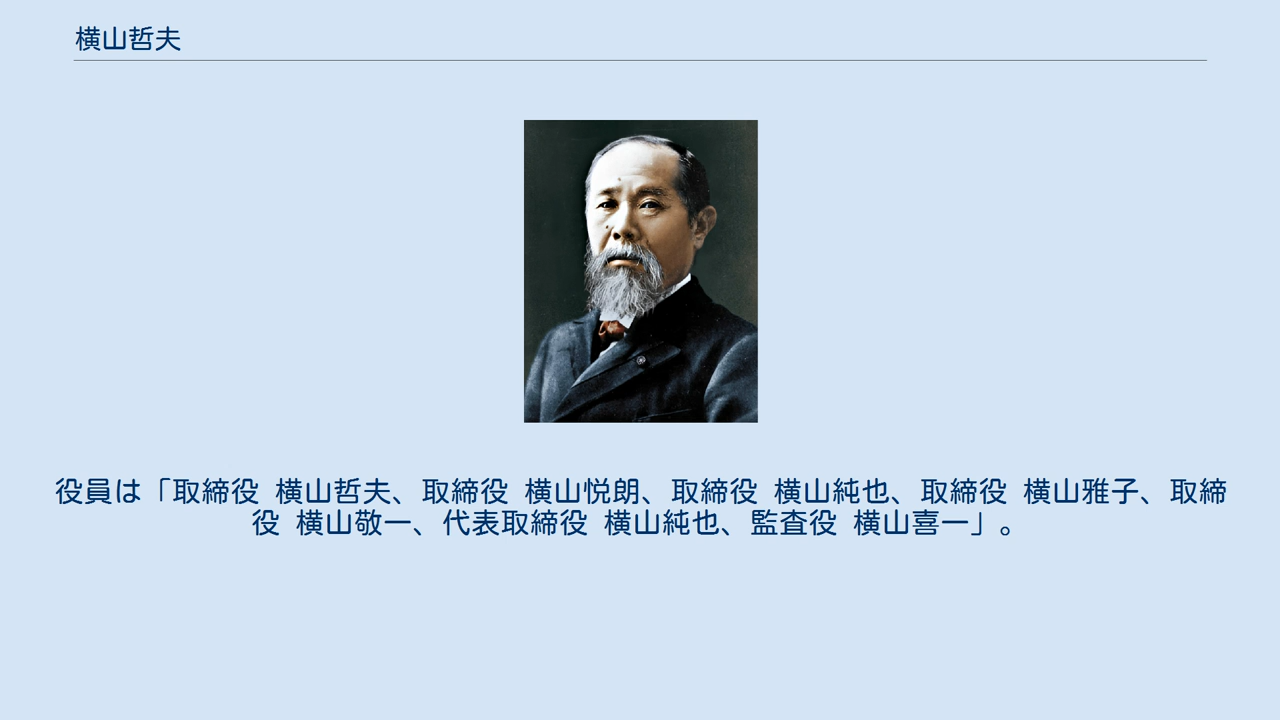 横山哲夫
役員は「取締役 横山哲夫、取締役 横山悦朗、取締役 横山純也、取締役 横山雅子、取締
役 横山敬一、代表取締役 横山純也、監査役 横山喜一」。